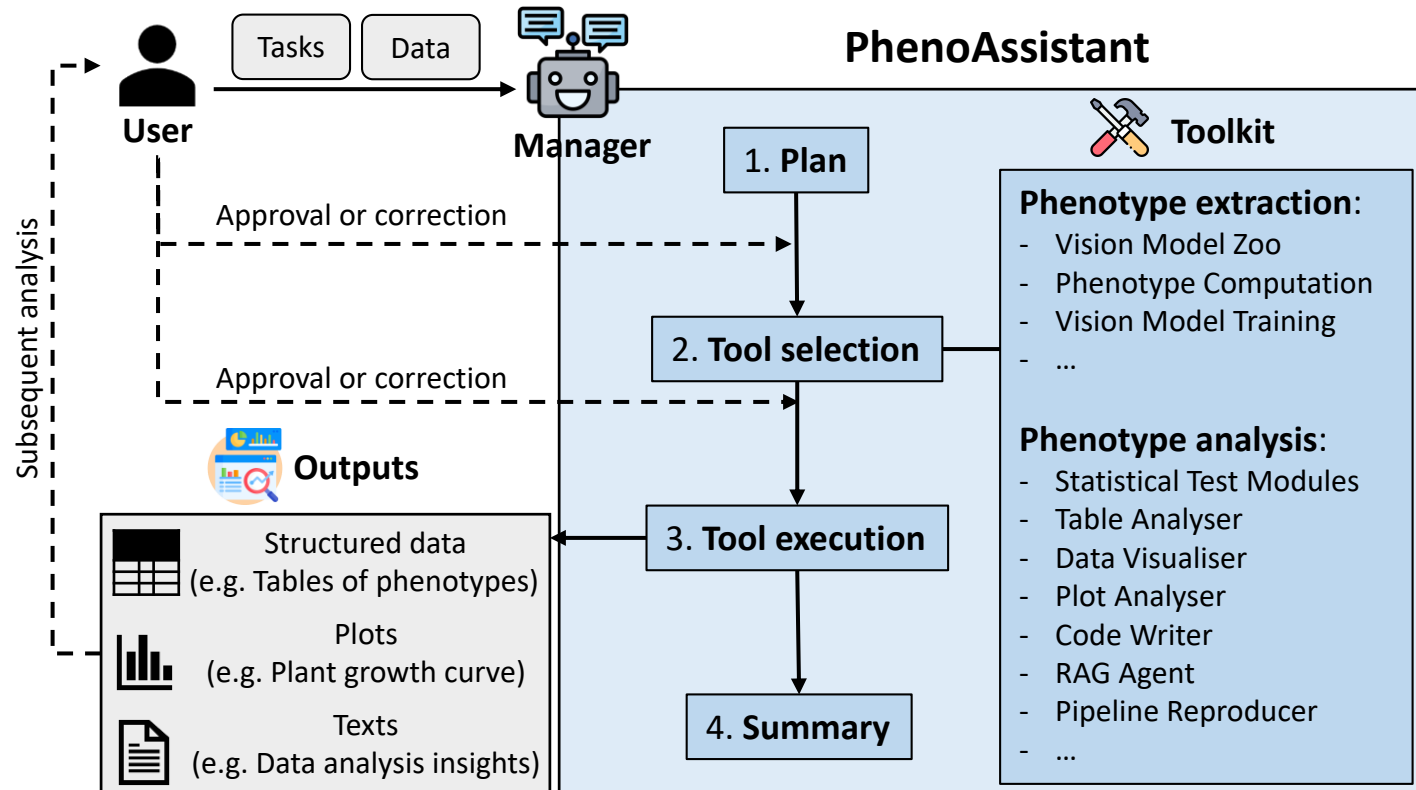 Tasks
Data
PhenoAssistant
User
Manager
Toolkit
1. Plan
Approval or correction
2. Tool selection
Approval or correction
3. Tool execution
4. Summary
Phenotype extraction:
- Vision Model Zoo
- Phenotype Computation
- Vision Model Training
- ...
Phenotype analysis:
- Statistical Test Modules
- Table Analyser
- Data Visualiser
- Plot Analyser
- Code Writer
- RAG Agent
- Pipeline Reproducer
- ...
Subsequent analysis
Outputs
Structured data
(e.g. Tables of phenotypes)
Plots
(e.g. Plant growth curve)
Texts
(e.g. Data analysis insights)